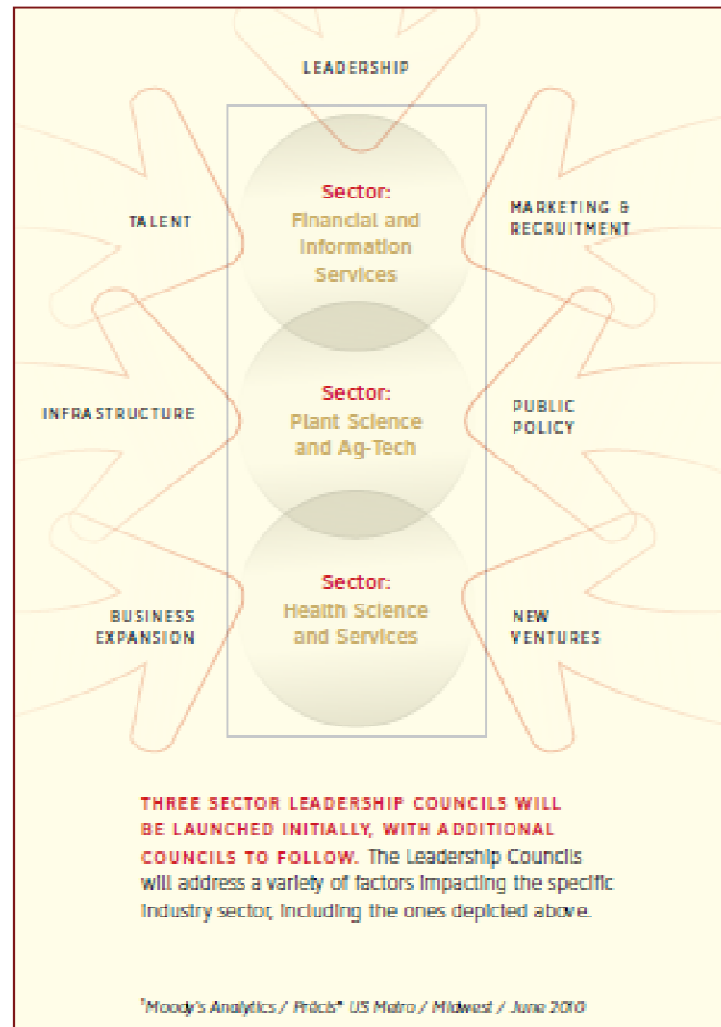 LEADERSHIP
TALENT
MARKETING &
RECRUITMENT
Sector:
Financial and
Information
Services
INFRASTRUCTURE
Sector:
Plant Science
and Ag-Tech
PUBLIC
POLICY
BUSINESS
EXPANSION
Sector:
Health Science
and Services
NEW
VENTURES
THREE SECTOR LEADERSHIP COUNCILS WILL
BE LAUNCHED INITIALLY, WITH ADDITIONAL
COUNCILS TO FOLLOW. The Leadership Councils
will address a variety of factors impacting the specific
industry sector, including the ones depicted above.
Moody's Analytics / Précis® US Metro / Midwest / June 2010